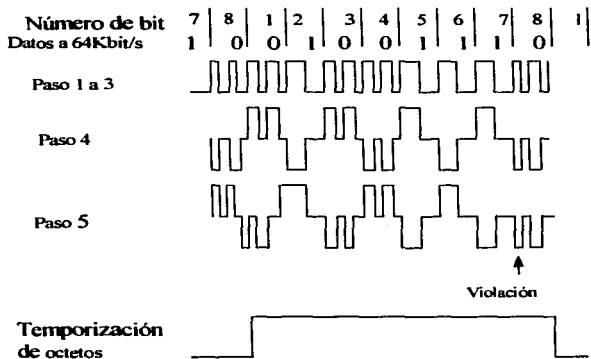 Número de bit 7 8 1 2 3 4 5 6 7 8 1
Datos a 64Kbit/s 1 0 0 1 0 0 1 1 1 0
Paso 1 a 3
Paso 4
Paso 5
Violación
Temporización
de octetos